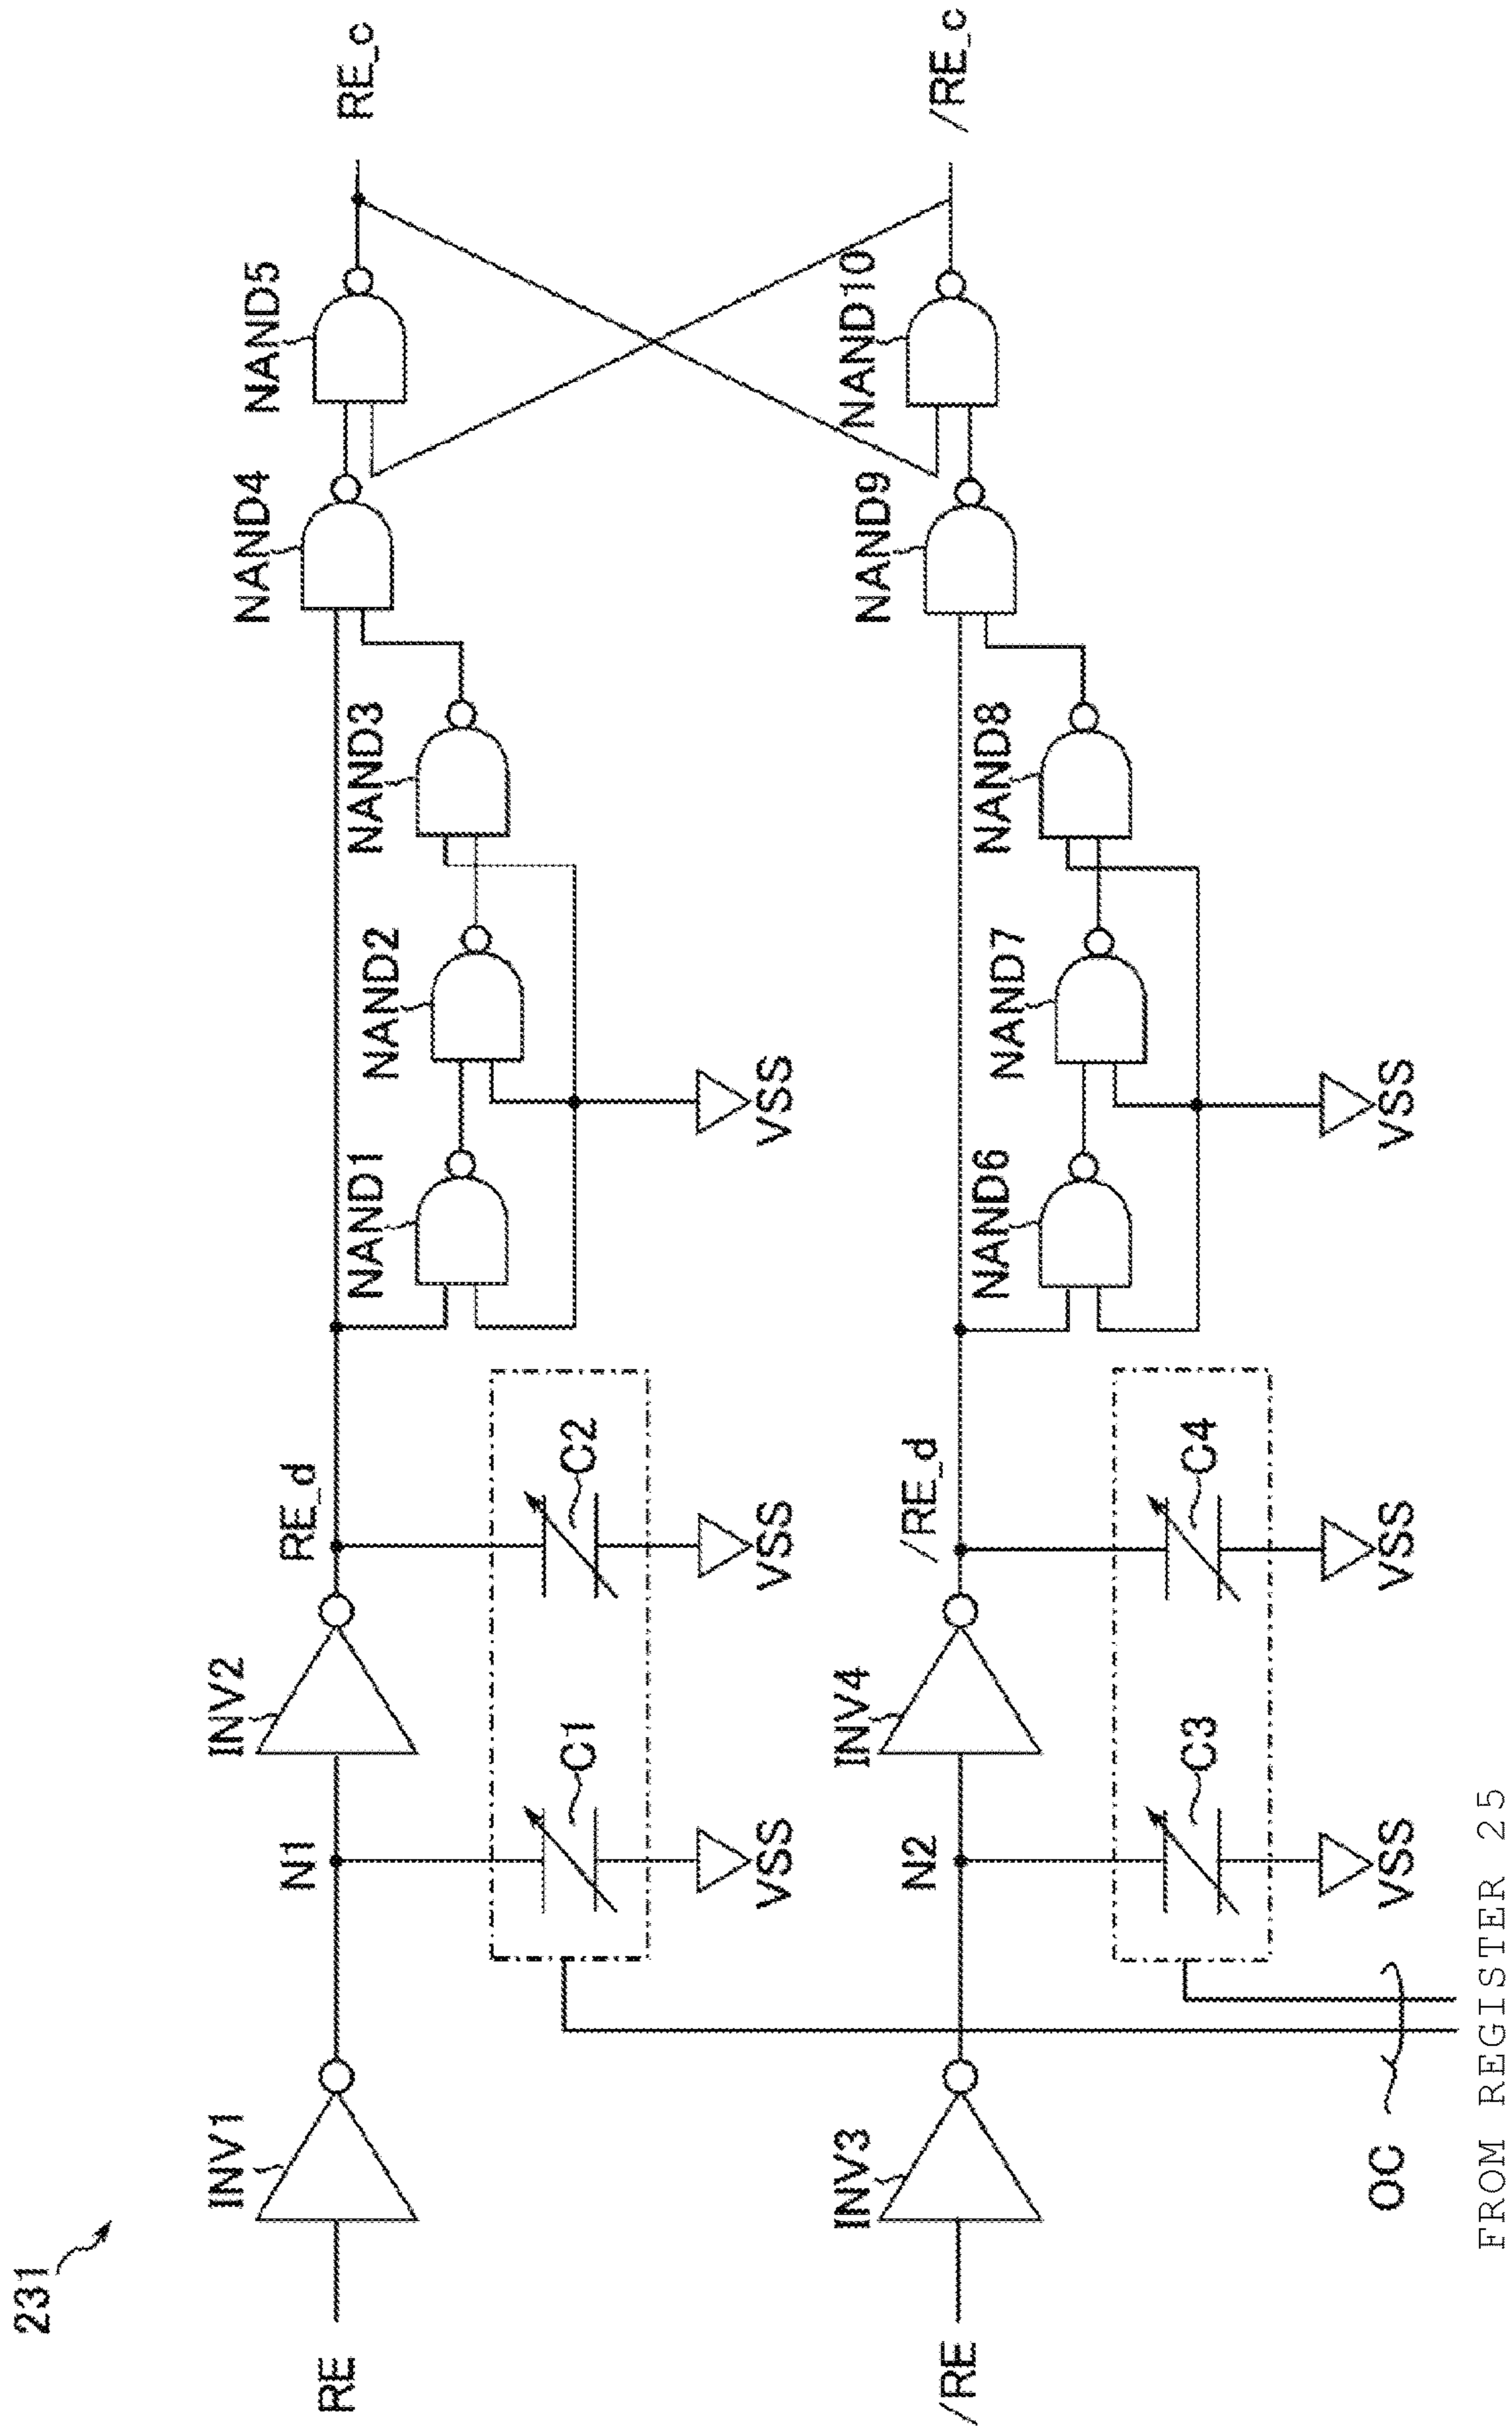 231
RE
INV1
N1
INV2
RE_d
C1
C2
VSS
VSS
NAND1
NAND2
NAND3
VSS
NAND4
NAND5
RE_c
/RE
INV3
N2
INV4
/RE_d
C3
C4
VSS
VSS
NAND6
NAND7
NAND8
VSS
NAND9
NAND10
/RE_c
OC
FROM REGISTER 25